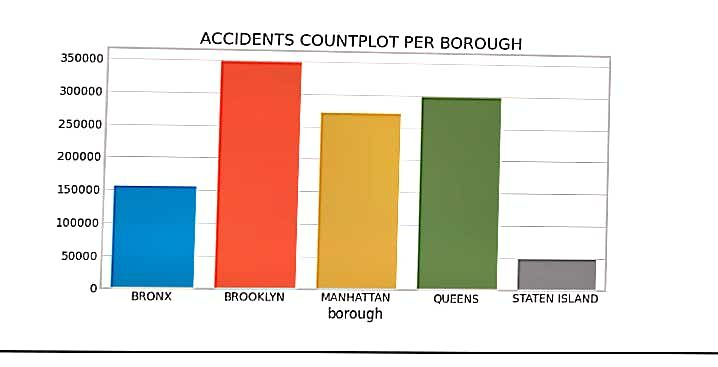 ACCIDENTS COUNTPLOT PER BOROUGH
350000
300000
250000
200000
150000
100000
50000
0
BRONX BROOKLYN MANHATTAN QUEENS STATEN ISLAND
borough